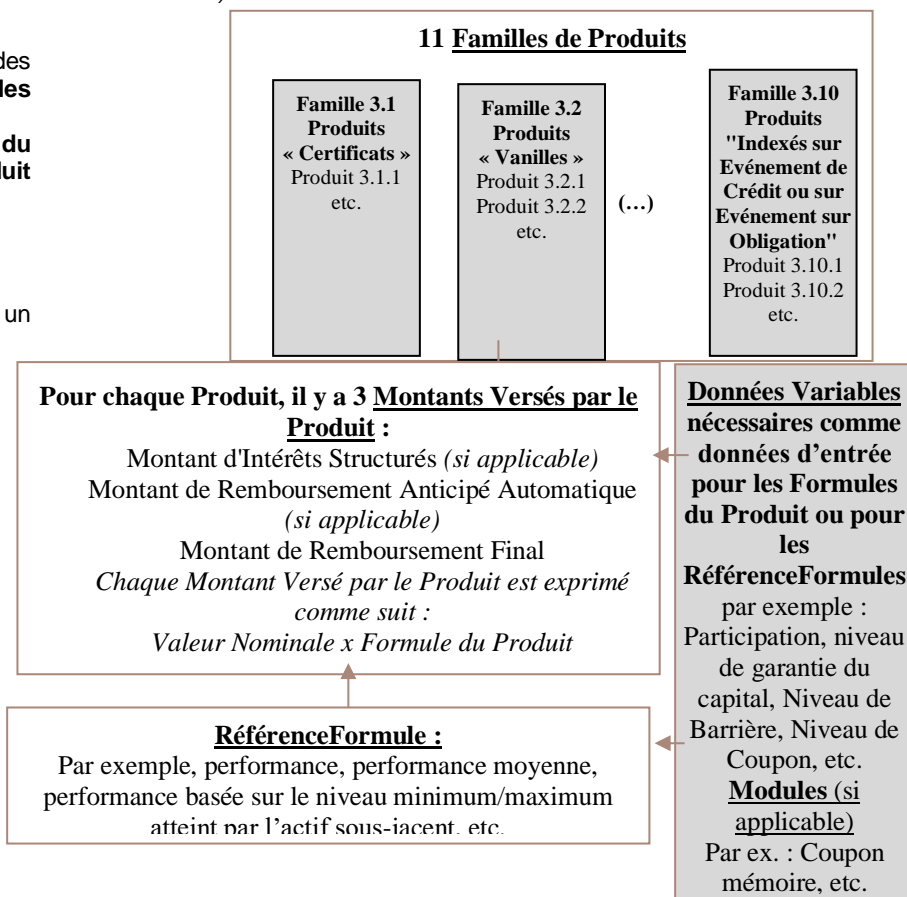 des
des
du
duit
un
11 Familles de Produits
Famille 3.1
Produits
« Certificats »
Produit 3.1.1
etc.
Famille 3.2
Produits
« Vanilles »
Produit 3.2.1
Produit 3.2.2
etc.
(…)
Famille 3.10
Produits
"Indexés sur
Evénement de
Crédit ou sur
Evénement sur
Obligation"
Produit 3.10.1
Produit 3.10.2
etc.
Pour chaque Produit, il y a 3 Montants Versés par le
Produit :
Montant d'Intérêts Structurés (si applicable)
Montant de Remboursement Anticipé Automatique
(si applicable)
Montant de Remboursement Final
Chaque Montant Versé par le Produit est exprimé
comme suit :
Valeur Nominale x Formule du Produit
RéférenceFormule :
Par exemple, performance, performance moyenne,
performance basée sur le niveau minimum/maximum
atteint par l’actif sous-jacent, etc.
Données Variables
nécessaires comme
données d’entrée
pour les Formules
du Produit ou pour
les
RéférenceFormules
par exemple :
Participation, niveau
de garantie du
capital, Niveau de
Barrière, Niveau de
Coupon, etc.
Modules (si
applicable)
Par ex. : Coupon
mémoire, etc.